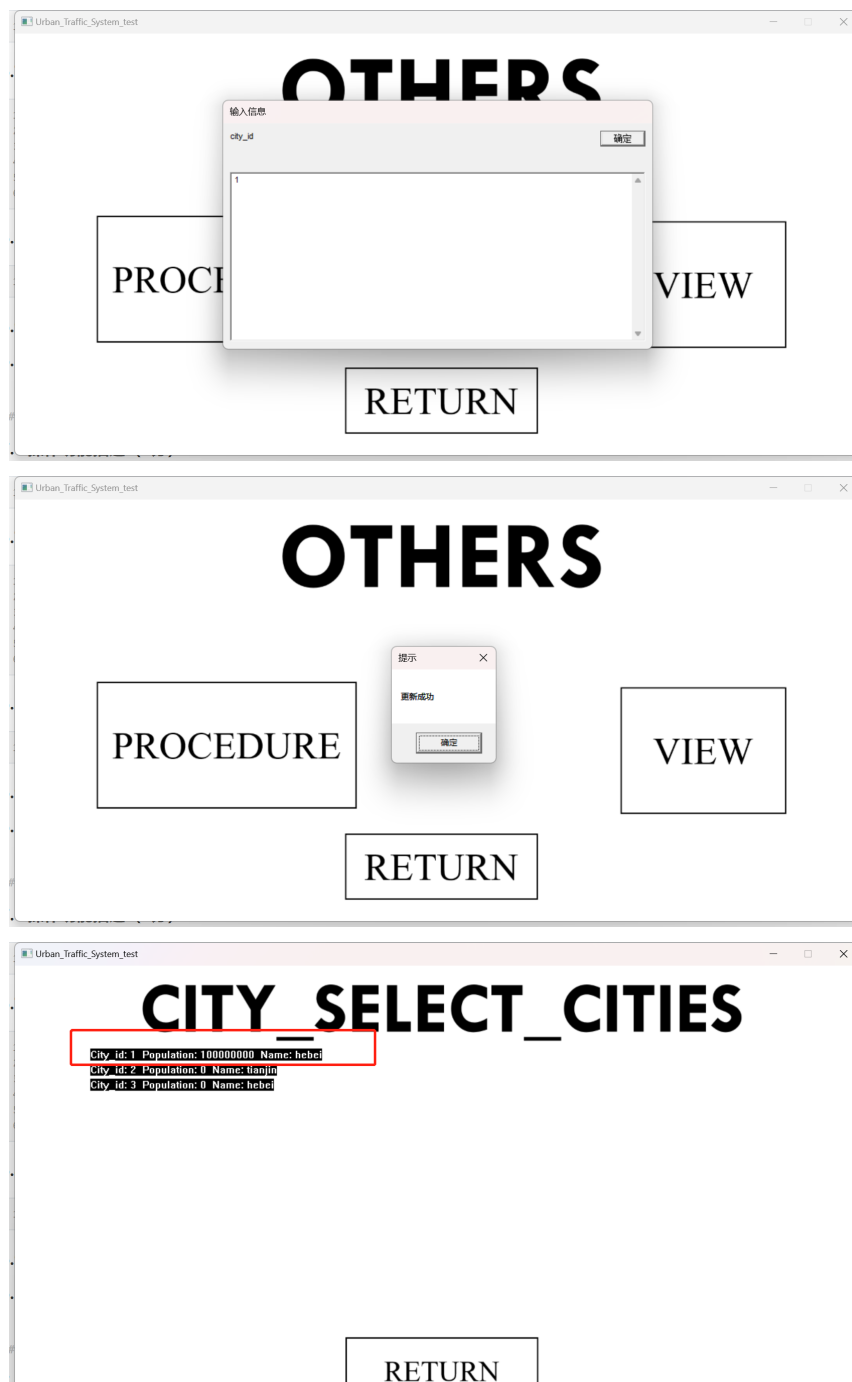 Urban_Traffic_System_test
OTHERS
输入信息
city_id
确定
1
PROCE
VIEW
RETURN
Urban_Traffic_System_test
OTHERS
提示
更新成功
确定
PROCEDURE
VIEW
RETURN
Urban_Traffic_System_test
CITY_SELECT_CITIES
City_id: 1 Population: 100000000 Name: hebei
City_id: 2 Population: 0 Name: tianjin
City_id: 3 Population: 0 Name: hebei
RETURN